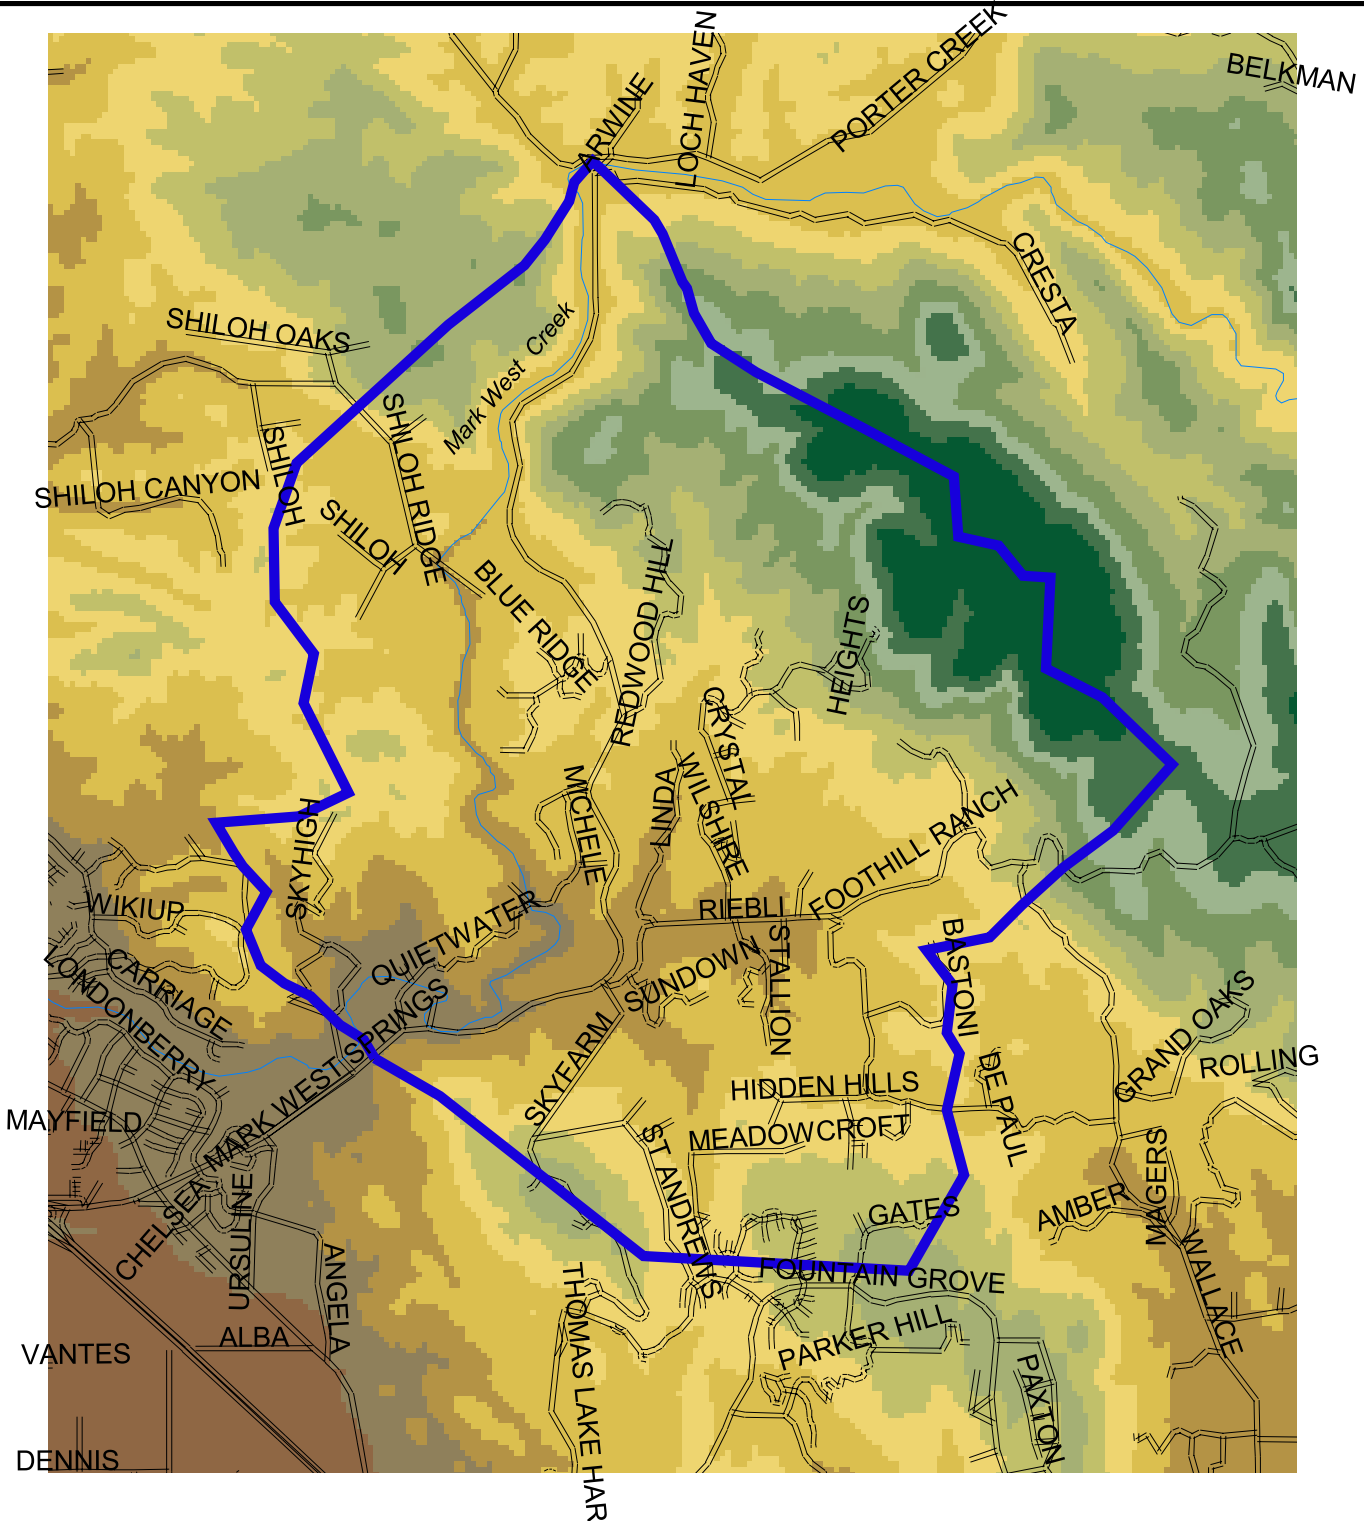 ARWINE
LOCH HAVEN
PORTER CREEK
BELKMAN
CRESTA
SHILOH OAKS
Mark West Creek
SHILOH RIDGE
SHILOH
SHILOH CANYON
SHILOH
BLUE RIDGE
REDWOOD HILL
HEIGHTS
CRYSTAL
WILSHIRE
LINDA
MICHELE
SKYHIGH
FOOTHILL RANCH
WIKIUP
QUIETWATER
RIEBLI
BASTONI
CARRIAGE
LONDONBERRY
SUNDOWN
STALLION
MARK WEST SPRINGS
SKYFARM
GRAND OAKS
ROLLING
HIDDEN HILLS
DE PAUL
MAYFIELD
MEADOWCROFT
ST ANDREWS
MAGERS
AMBER
GATES
CHELSEA
URSULINE
ANGELA
WALLACE
FOUNTAIN GROVE
THOMAS LAKE HAR
ALBA
PARKER HILL
VANTES
PAXTON
DENNIS